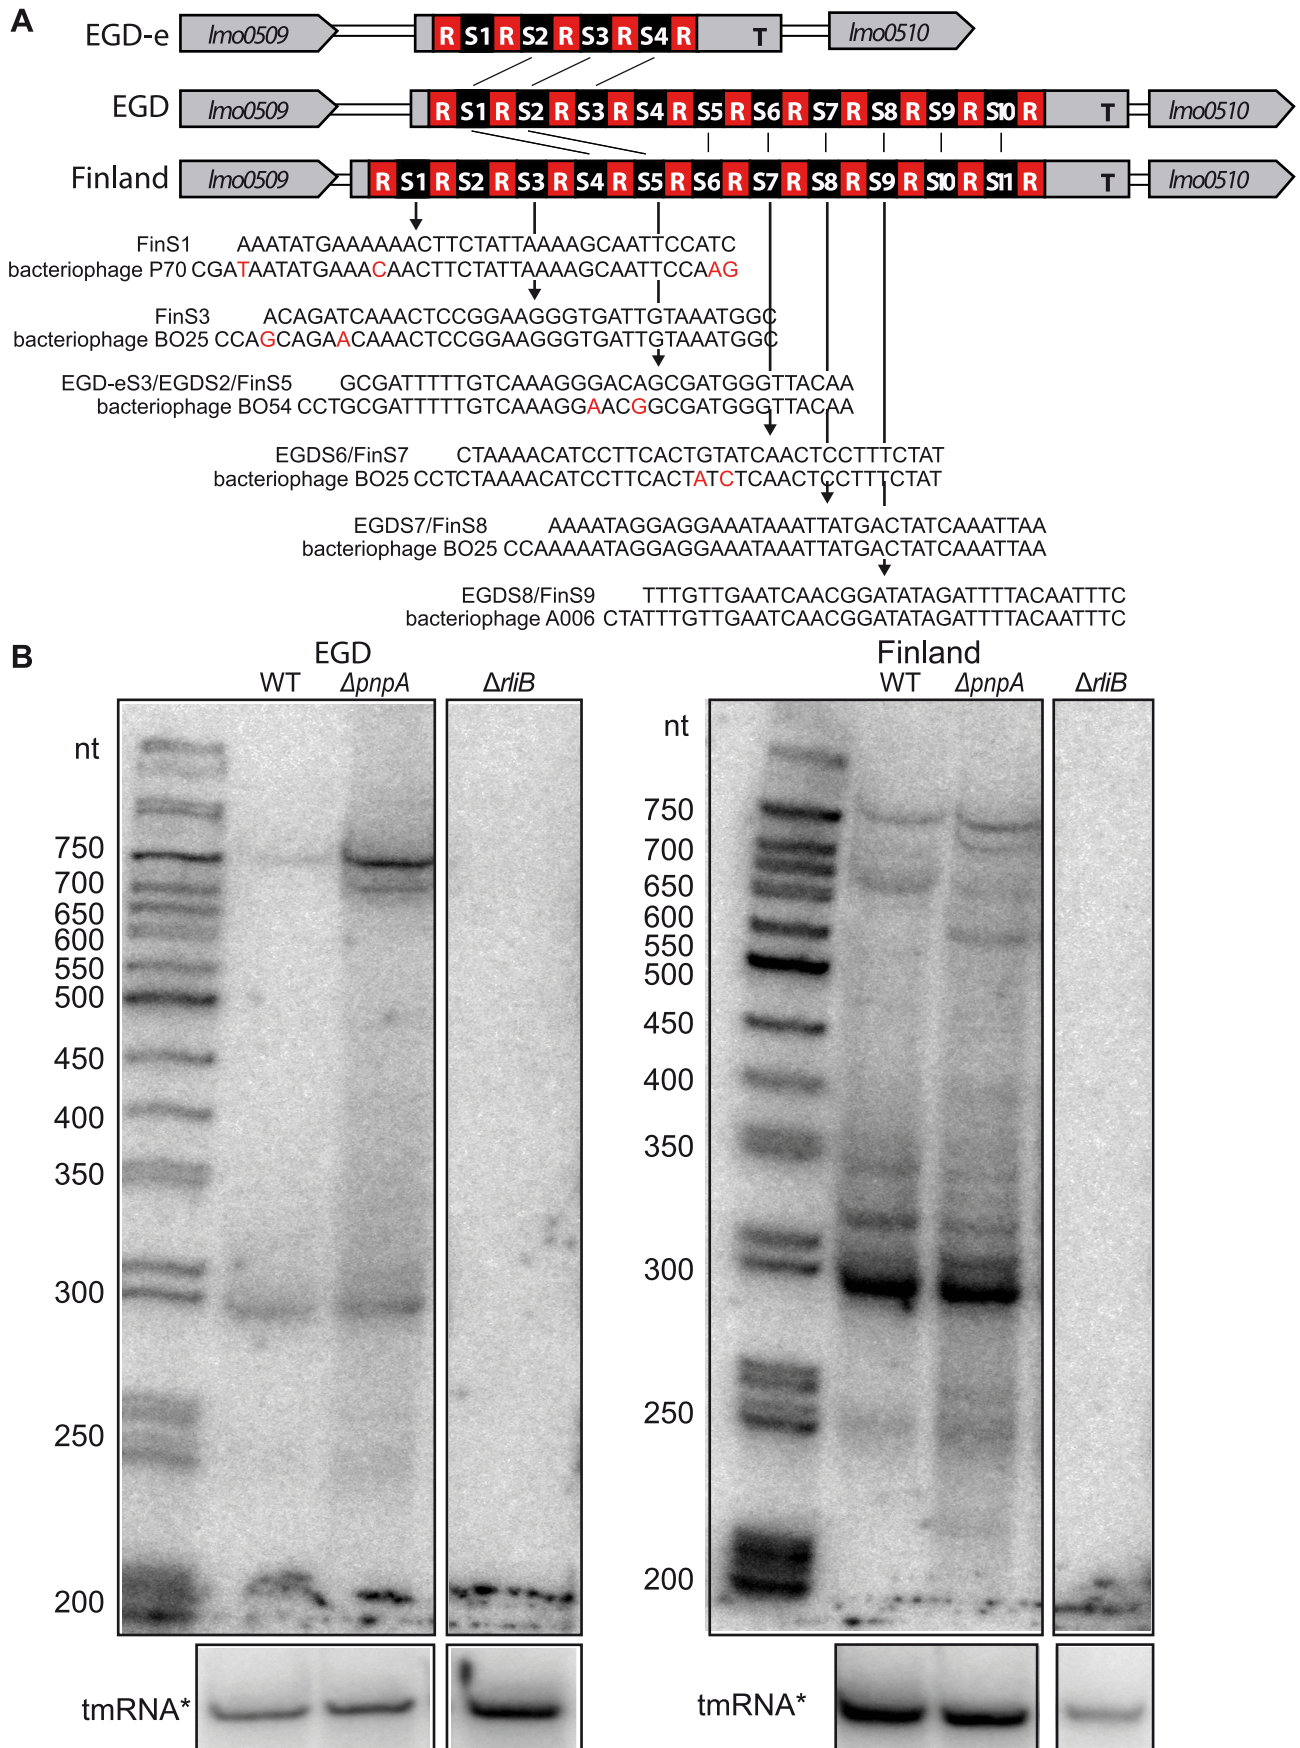 A
EGD-e lmo0509 R S1 R S2 R S3 R S4 R T lmo0510
EGD lmo0509 R S1 R S2 R S3 R S4 R S5 R S6 R S7 R S8 R S9 R S10 R T lmo0510
Finland lmo0509 R S1 R S2 R S3 R S4 R S5 R S6 R S7 R S8 R S9 R S10 R S11 R T lmo0510
FinS1 AAATATGAAAAAACTTCTATTAAAAGCAATTCCATC
bacteriophage P70 CGATAATATGAAACAACTTCTATTAAAAGCAATTCCAAG
FinS3 ACAGATCAAACTCCGGAAGGGTGATTGTAAATGGC
bacteriophage BO25 CCAGCAGAACAAACTCCGGAAGGGTGATTGTAAATGGC
EGD-eS3/EGDS2/FinS5 GCGATTTTTGTCAAAGGGACAGCGATGGGTTACAA
bacteriophage BO54 CCTGCGATTTTTGTCAAAGGAACGGCGATGGGTTACAA
EGDS6/FinS7 CTAAAACATCCTTCACTGTATCAACTCCTTTCTAT
bacteriophage BO25 CCTCTAAAACATCCTTCACTATCTCAACTCCTTTCTAT
EGDS7/FinS8 AAAATAGGAGGAAATAAATTATGACTATCAAATTAA
bacteriophage BO25 CCAAAAATAGGAGGAAATAAATTATGACTATCAAATTAA
EGDS8/FinS9 TTTGTTGAATCAACGGATATAGATTTTACAATTTC
bacteriophage A006 CTATTTGTTGAATCAACGGATATAGATTTTACAATTTC
B
EGD
WT ΔpnpA ΔrliB
nt
750
700
650
600
550
500
450
400
350
300
250
200
tmRNA*
Finland
WT ΔpnpA ΔrliB
nt
750
700
650
600
550
500
450
400
350
300
250
200
tmRNA*